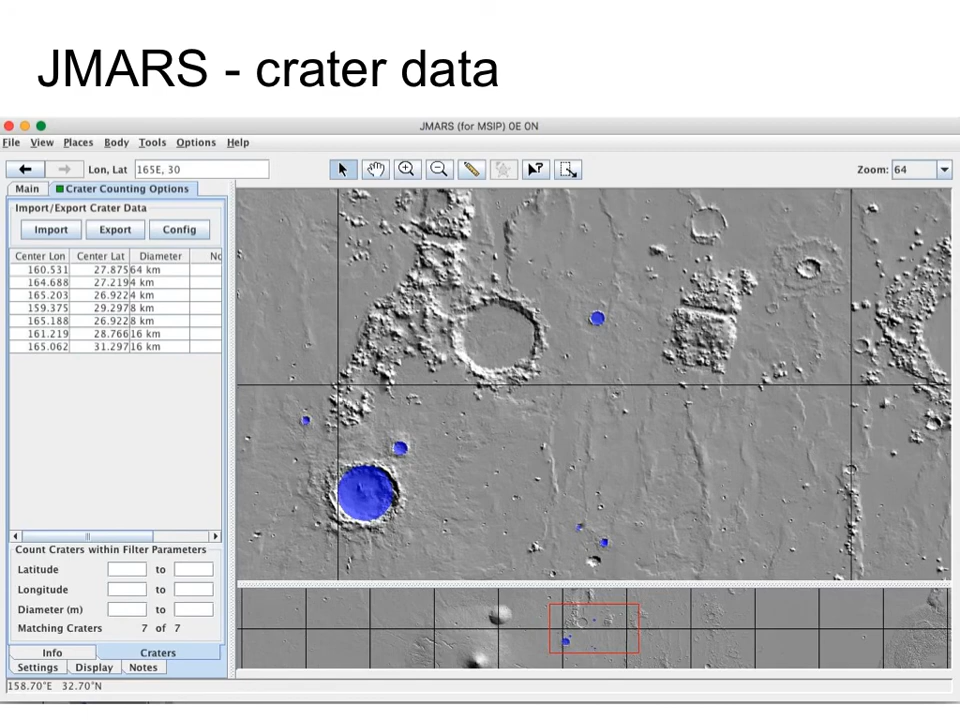 JMARS - crater data
JMARS (for MSIP) 0E 0N
File View Places Body Tools Options Help
Lon, Lat 165E, 30 Zoom: 64
Main Crater Counting Options
Import/Export Crater Data
Import Export Config
Center Lon Center Lat Diameter No
160.531 27.875 64 km
164.688 27.219 4 km
165.203 26.922 4 km
159.375 29.297 8 km
165.188 26.922 8 km
161.219 28.766 16 km
165.062 31.297 16 km
Count Craters within Filter Parameters
Latitude to
Longitude to
Diameter (m) to
Matching Craters 7 of 7
Info Craters
Settings Display Notes
158.70°E 32.70°N